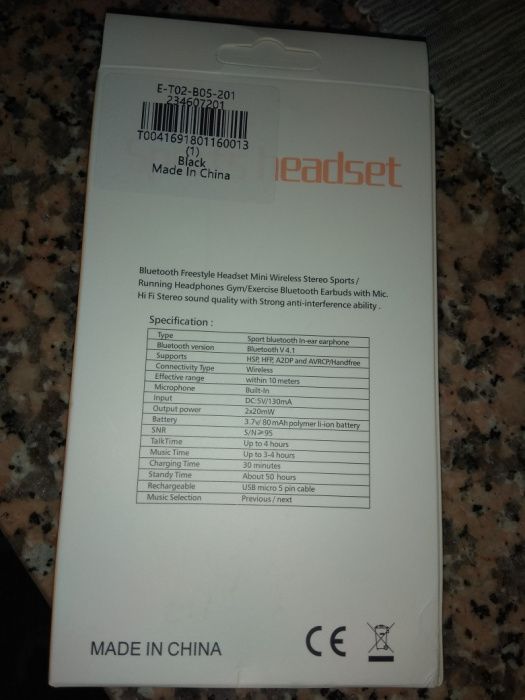 E-T02-B05-201
234607201
T0041691801160013
(1)
Black
Made In China
headset
Bluetooth Freestyle Headset Mini Wireless Stereo Sports /
Running Headphones Gym/Exercise Bluetooth Earbuds with Mic.
Hi Fi Stereo sound quality with Strong anti-interference ability .
Specification :
Type Sport bluetooth In-ear earphone
Bluetooth version Bluetooth V 4.1
Supports HSP, HFP, A2DP and AVRCP/Handfree
Connectivity Type Wireless
Effective range within 10 meters
Microphone Built-In
Input DC:5V/130mA
Output power 2x20mW
Battery 3.7v/ 80 mAh polymer li-ion battery
SNR S/N≥95
TalkTime Up to 4 hours
Music Time Up to 3-4 hours
Charging Time 30 minutes
Standy Time About 50 hours
Rechargeable USB micro 5 pin cable
Music Selection Previous / next
MADE IN CHINA
CE